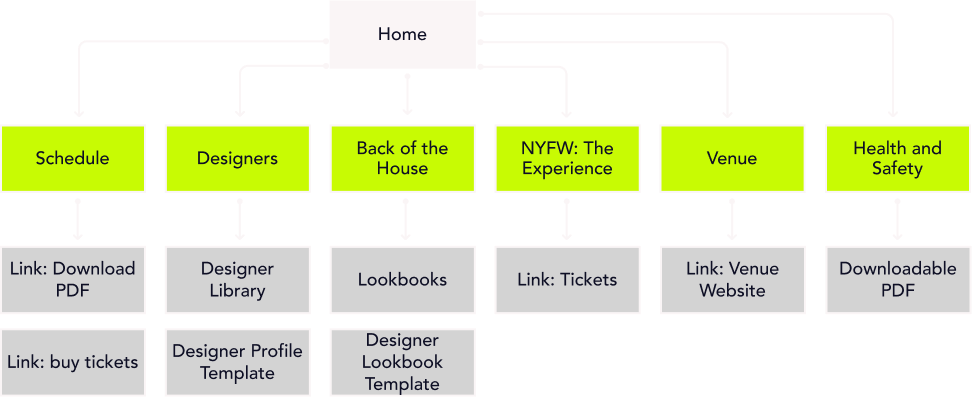 Home
Schedule
Designers
Back of the
House
NYFW: The
Experience
Venue
Health and
Safety
Link: Download
PDF
Designer
Library
Lookbooks
Link: Tickets
Link: Venue
Website
Downloadable
PDF
Link: buy tickets
Designer Profile
Template
Designer
Lookbook
Template